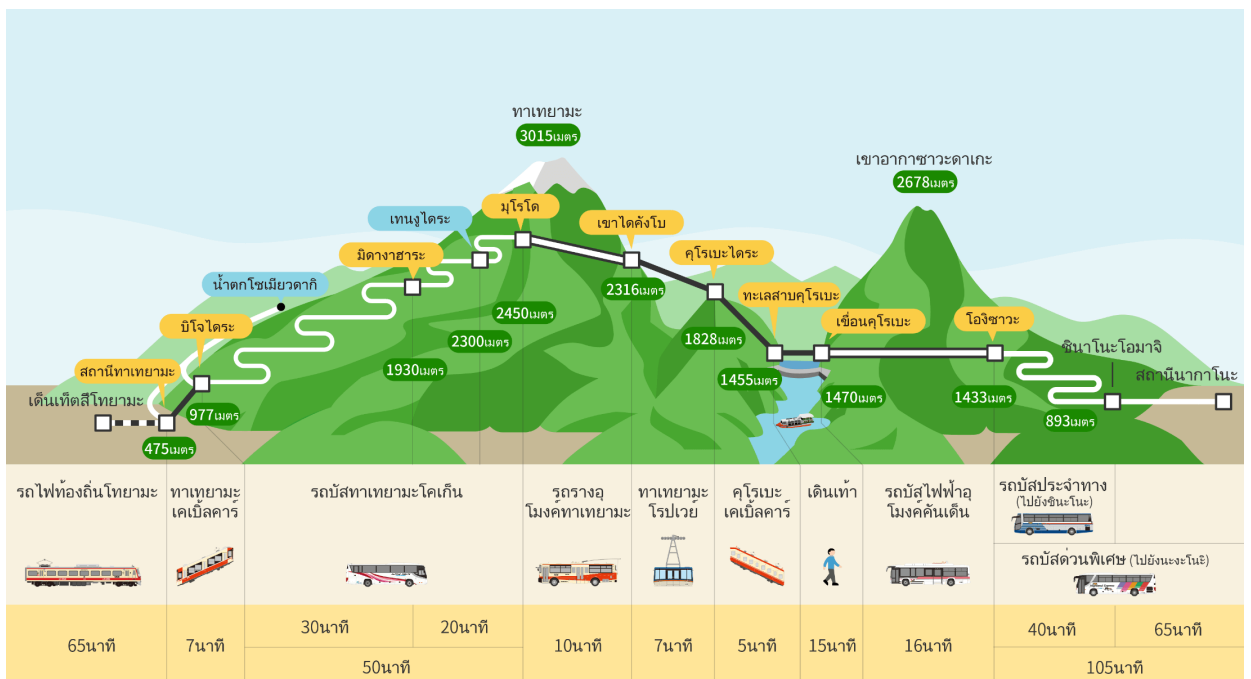 ทาเทยามะ
3015เมตร
เขาอากาซาวะดาเกะ
2678เมตร
เทนงูไดระ
มุโรโด
เขาไดคังโบ
มิดางาฮาระ
คุโรเบะไดระ
น้ำตกโชเมียวดากิ
2316เมตร
ทะเลสาบคุโรเบะ
2450เมตร
บิโจไดระ
เขื่อนคุโรเบะ
โองิซาวะ
2300เมตร
1828เมตร
ชินาโนะโอมาจิ
สถานีทาเทยามะ
1930เมตร
1455เมตร
สถานีนากาโนะ
เด็นเท็ตสึโทยามะ
1470เมตร
1433เมตร
977เมตร
893เมตร
475เมตร
รถไฟท้องถิ่นโทยามะ
ทาเทยามะ
เคเบิ้ลคาร์
รถบัสทาเทยามะโคเก็น
รถรางอุ
โมงค์ทาเทยามะ
ทาเทยามะ
โรปเวย์
คุโรเบะ
เคเบิ้ลคาร์
เดินเท้า
รถบัสไฟฟ้าอุ
โมงค์คันเด็น
รถบัสประจำทาง
(ไปยังชินะโนะ)
รถบัสด่วนพิเศษ (ไปยังนะงะโนะ)
65นาที
7นาที
30นาที
20นาที
50นาที
10นาที
7นาที
5นาที
15นาที
16นาที
40นาที
65นาที
105นาที